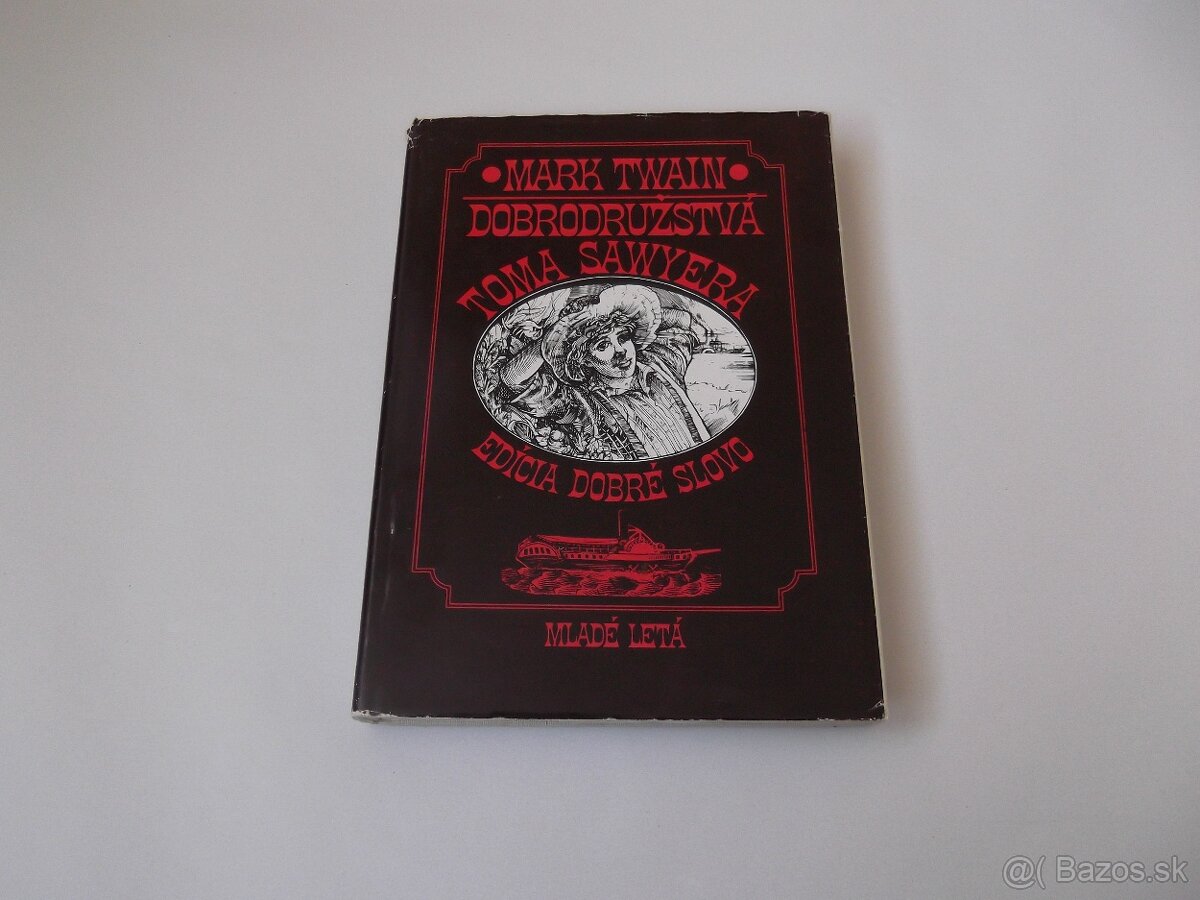 • MARK TWAIN •
DOBRODRUŽSTVÁ
TOMA SAWYERA
EDÍCIA DOBRÉ SLOVO
MLADÉ LETÁ
@( Bazos.sk